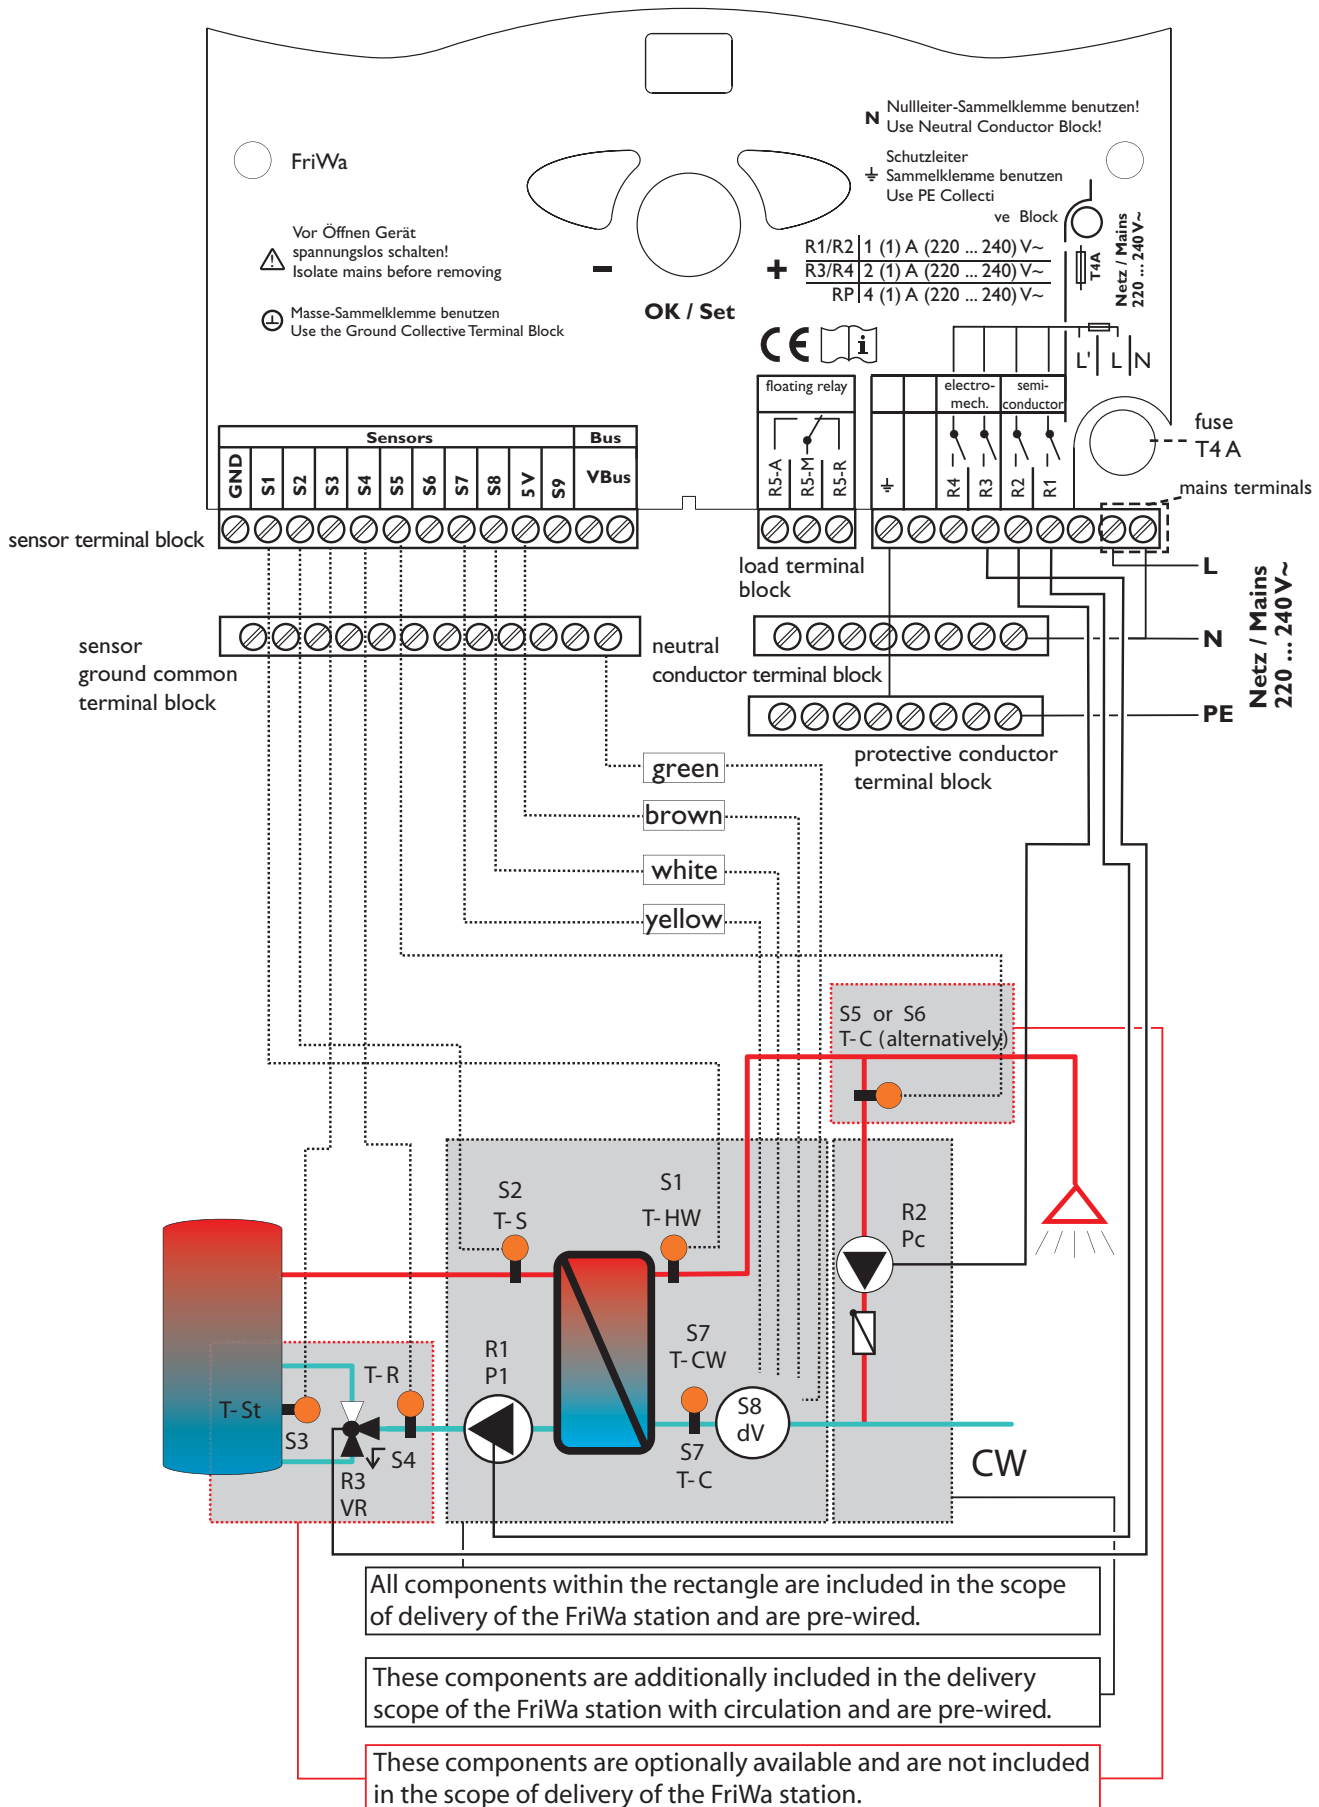 N Nullleiter-Sammelklemme benutzen!
Use Neutral Conductor Block!
FriWa
Schutzleiter
Sammelklemme benutzen
Use PE Collecti
ve Block
Vor Öffnen Gerät
spannungslos schalten!
Isolate mains before removing
Masse-Sammelklemme benutzen
Use the Ground Collective Terminal Block
-
+
OK / Set
R1/R2 1 (1) A (220 ... 240) V~
R3/R4 2 (1) A (220 ... 240) V~
RP 4 (1) A (220 ... 240) V~
T4A
Netz / Mains
220 ... 240 V~
CE
i
L' L N
floating relay
electro-
mech.
semi-
conductor
R5-A R5-M R5-R
R4 R3 R2 R1
fuse
T4 A
mains terminals
Sensors Bus
GND S1 S2 S3 S4 S5 S6 S7 S8 5 V S9 VBus
sensor terminal block
load terminal
block
L
N
PE
Netz / Mains
220 ... 240 V~
sensor
ground common
terminal block
neutral
conductor terminal block
protective conductor
terminal block
green
brown
white
yellow
S5 or S6
T-C (alternatively)
S2
T-S
S1
T-HW
R2
Pc
R1
P1
S7
T-CW
S8
dV
S7
T-C
T-R
T-St
S3
S4
R3
VR
CW
All components within the rectangle are included in the scope
of delivery of the FriWa station and are pre-wired.
These components are additionally included in the delivery
scope of the FriWa station with circulation and are pre-wired.
These components are optionally available and are not included
in the scope of delivery of the FriWa station.